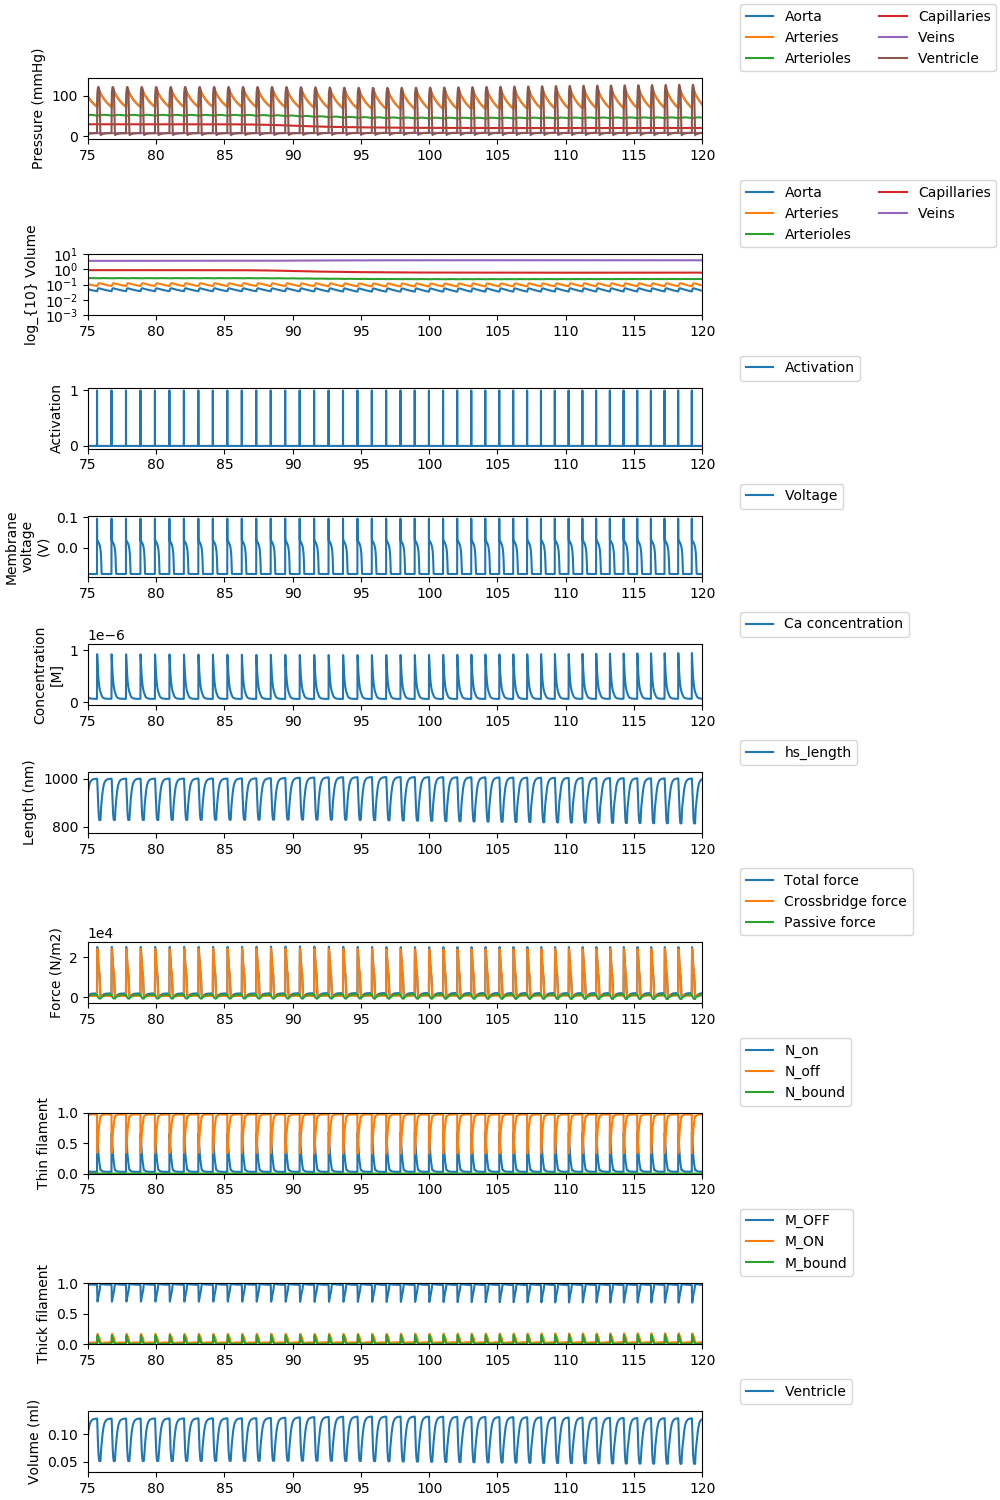 Aorta Capillaries
Arteries Veins
Arterioles Ventricle
Pressure (mmHg)
100
0
75 80 85 90 95 100 105 110 115 120
Aorta Capillaries
Arteries Veins
Arterioles
log_{10} Volume
10¹
10⁰
10⁻¹
10⁻²
10⁻³
75 80 85 90 95 100 105 110 115 120
Activation
Activation
1
0
75 80 85 90 95 100 105 110 115 120
Voltage
Membrane
voltage
(V)
0.1
0.0
75 80 85 90 95 100 105 110 115 120
Ca concentration
Concentration
[M]
1e−6
1
0
75 80 85 90 95 100 105 110 115 120
hs_length
Length (nm)
1000
800
75 80 85 90 95 100 105 110 115 120
Total force
Crossbridge force
Passive force
Force (N/m2)
1e4
2
0
75 80 85 90 95 100 105 110 115 120
N_on
N_off
N_bound
Thin filament
1.0
0.5
0.0
75 80 85 90 95 100 105 110 115 120
M_OFF
M_ON
M_bound
Thick filament
1.0
0.5
0.0
75 80 85 90 95 100 105 110 115 120
Ventricle
Volume (ml)
0.10
0.05
75 80 85 90 95 100 105 110 115 120